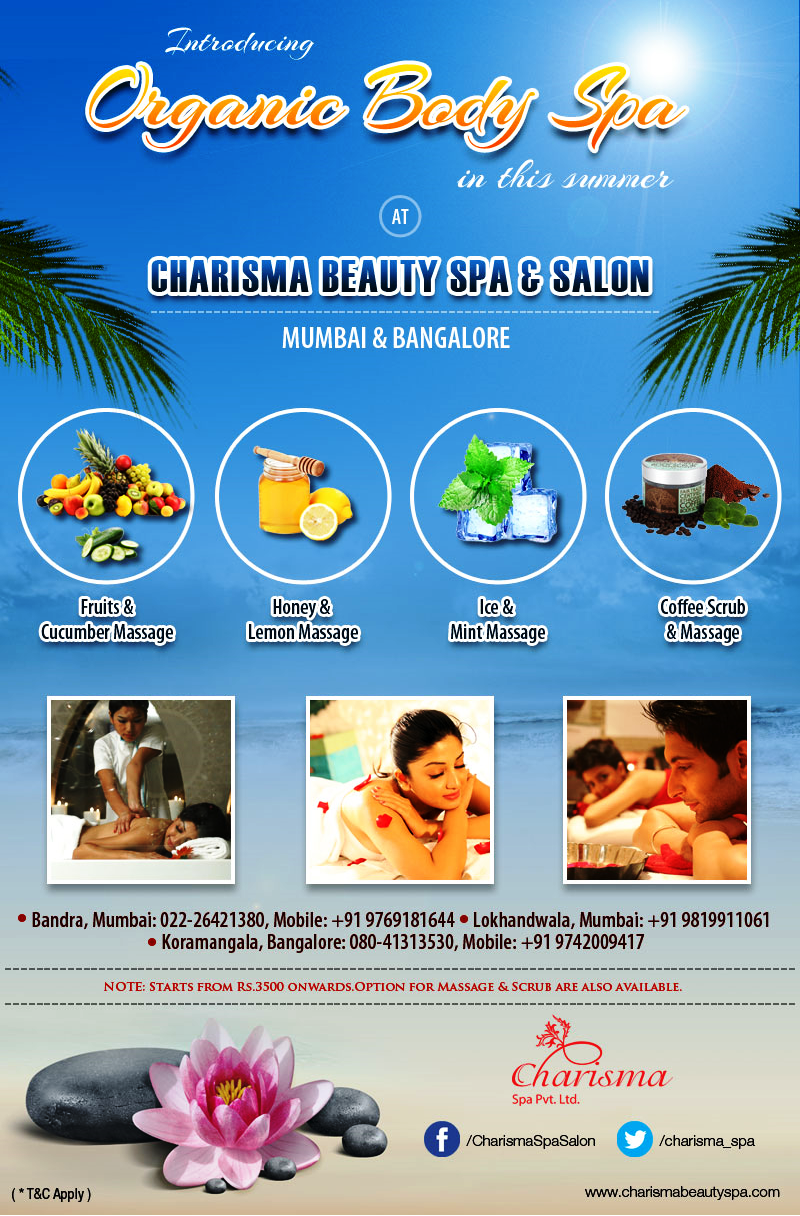 Introducing
Organic Body Spa
in this summer
AT
CHARISMA BEAUTY SPA & SALON
MUMBAI & BANGALORE
Fruits &
Cucumber Massage
Honey &
Lemon Massage
Ice &
Mint Massage
Coffee Scrub
& Massage
• Bandra, Mumbai: 022-26421380, Mobile: +91 9769181644 • Lokhandwala, Mumbai: +91 9819911061
• Koramangala, Bangalore: 080-41313530, Mobile: +91 9742009417
NOTE: Starts from Rs.3500 onwards.Option for Massage & Scrub are also available.
Charisma
Spa Pvt. Ltd.
/CharismaSpaSalon
/charisma_spa
( * T&C Apply )
www.charismabeautyspa.com